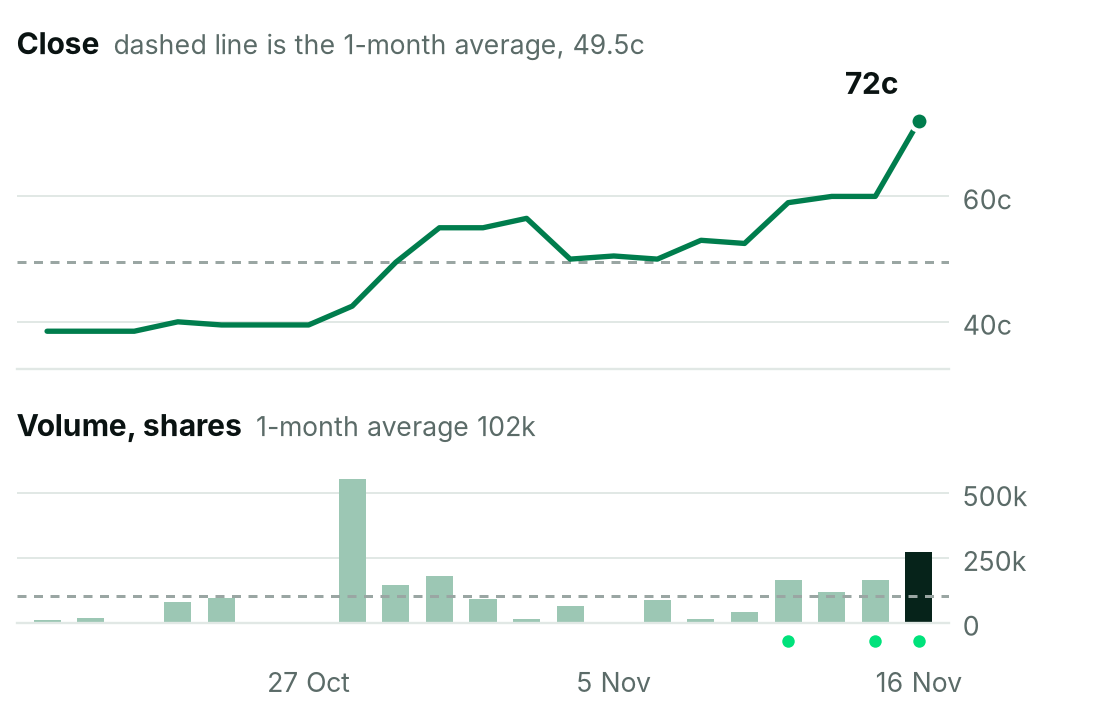 Close dashed line is the 1-month average, 49.5c
72c
60c
40c
Volume, shares 1-month average 102k
500k
250k
0
27 Oct 5 Nov 16 Nov